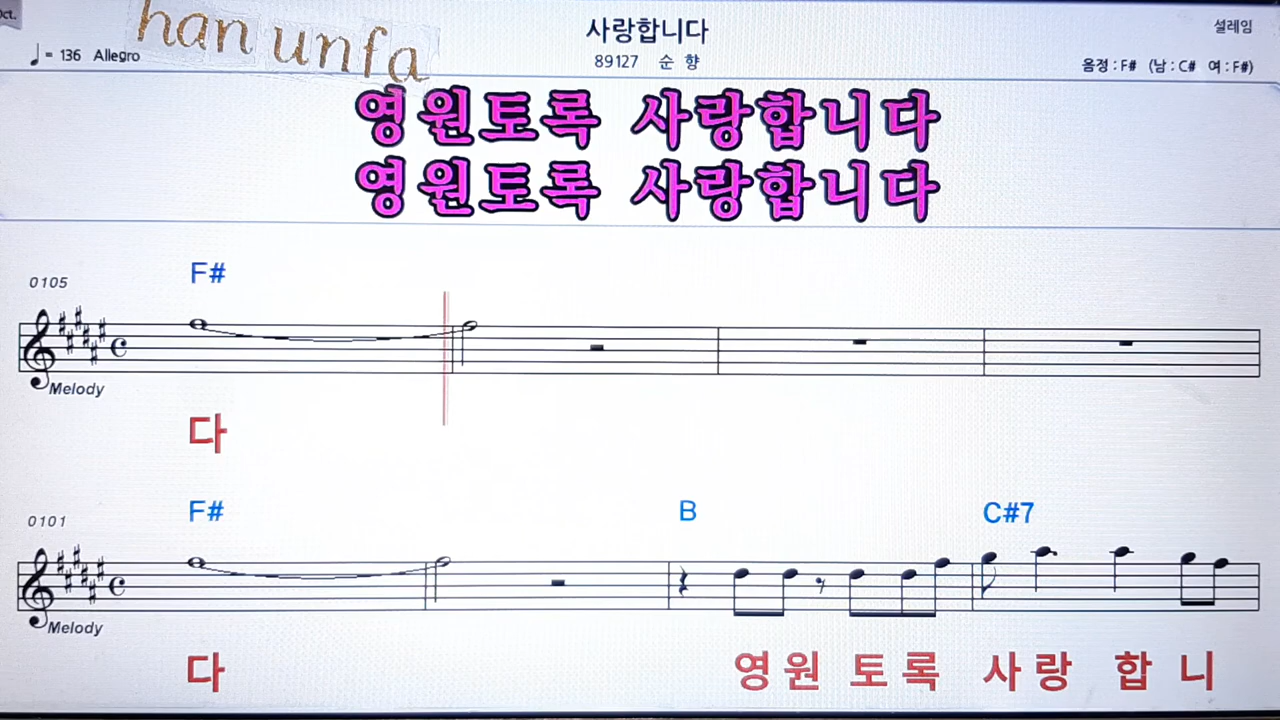 Oct.
han unfa
사랑합니다
설레임
♩= 136 Allegro
89127 순 향
음정 : F# (남 : C# 여 : F#)
영원토록 사랑합니다
영원토록 사랑합니다
F#
0105
Melody
다
F# B C#7
0101
Melody
다 영원 토록 사랑 합 니